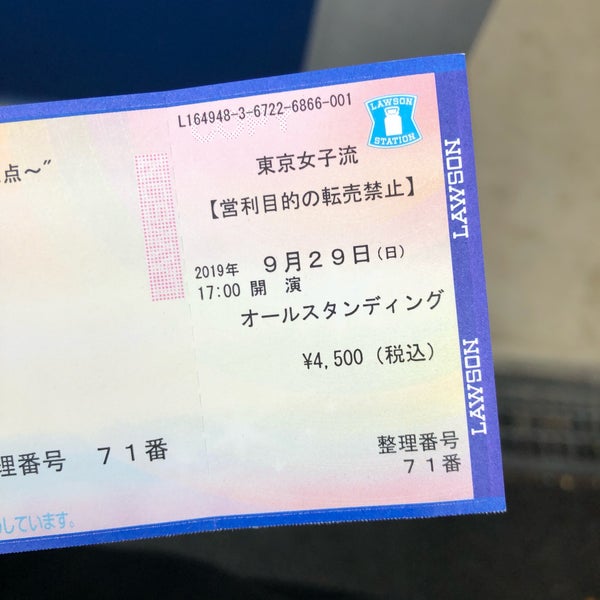 L164948-3-6722-6866-001
LAWSON
STATION
点～”
東京女子流
【営利目的の転売禁止】
2019年 9月29日(日)
17:00 開 演
オールスタンディング
¥4,500（税込）
理番号 71番
整理番号
71番
しています。
LAWSON
LAWSON